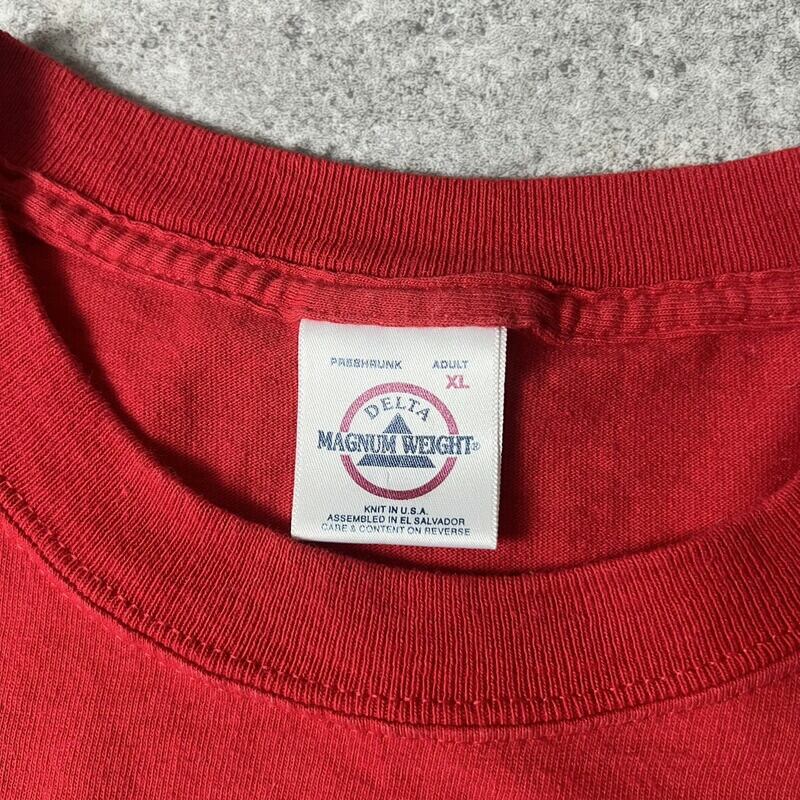 PRESHRUNK ADULT
XL
DELTA
MAGNUM WEIGHT®
KNIT IN U.S.A.
ASSEMBLED IN EL SALVADOR
CARE & CONTENT ON REVERSE